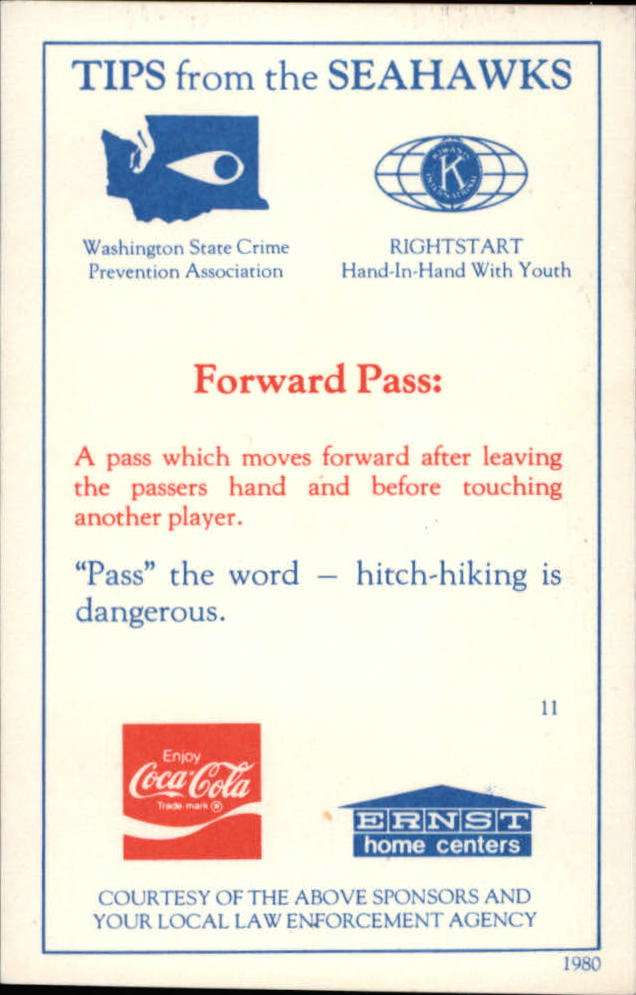 TIPS from the SEAHAWKS
Washington State Crime
Prevention Association
KIWANIS
K
INTERNATIONAL
RIGHTSTART
Hand-In-Hand With Youth
Forward Pass:
A pass which moves forward after leaving
the passers hand and before touching
another player.
“Pass” the word – hitch-hiking is
dangerous.
11
Enjoy
Coca-Cola
Trade-mark ®
ERNST
home centers
COURTESY OF THE ABOVE SPONSORS AND
YOUR LOCAL LAW ENFORCEMENT AGENCY
1980